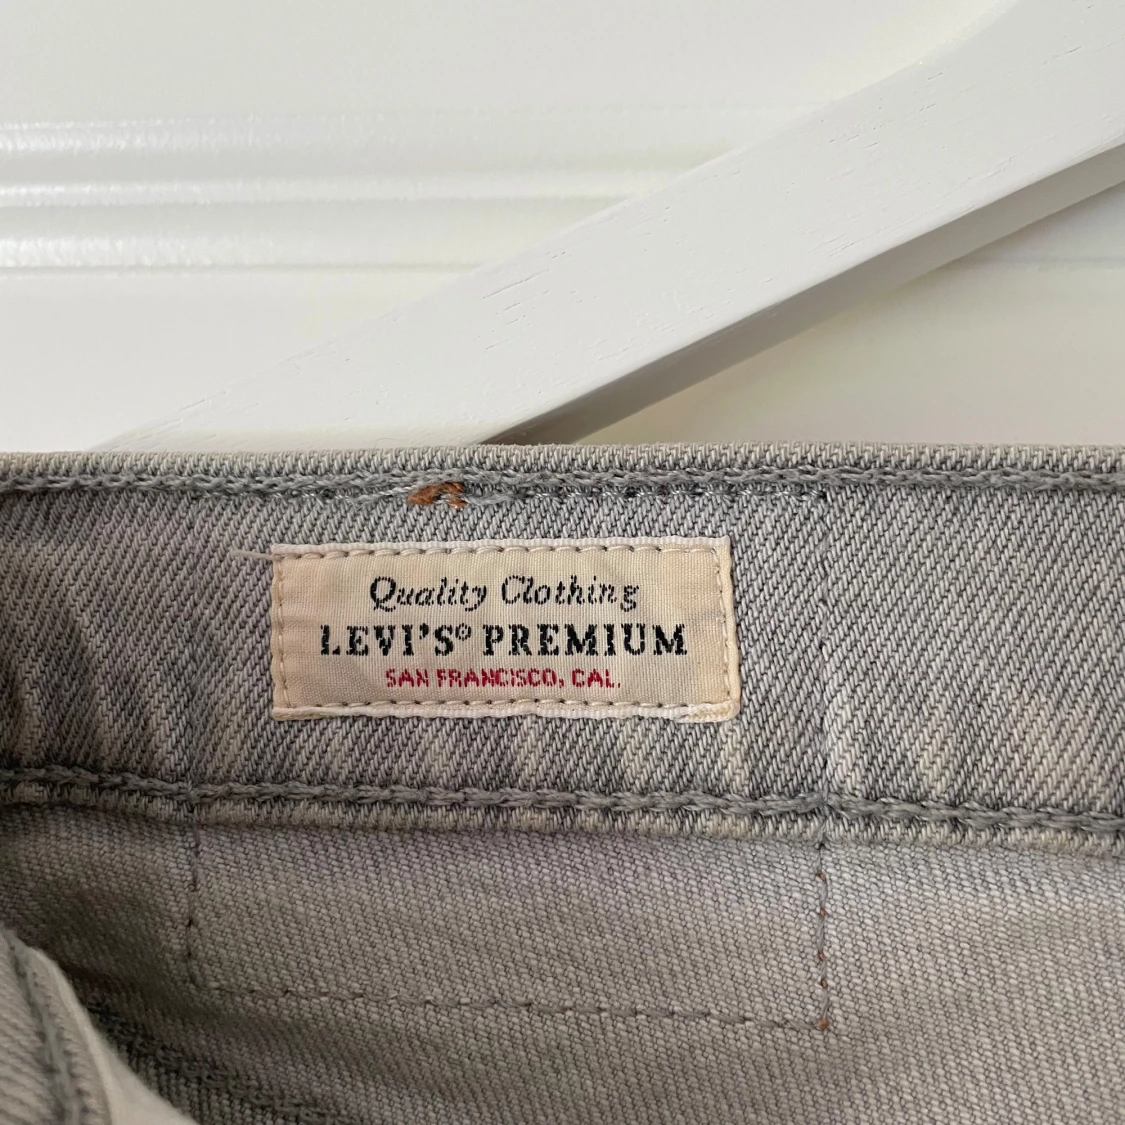 Quality Clothing
LEVI'S® PREMIUM
SAN FRANCISCO, CAL.